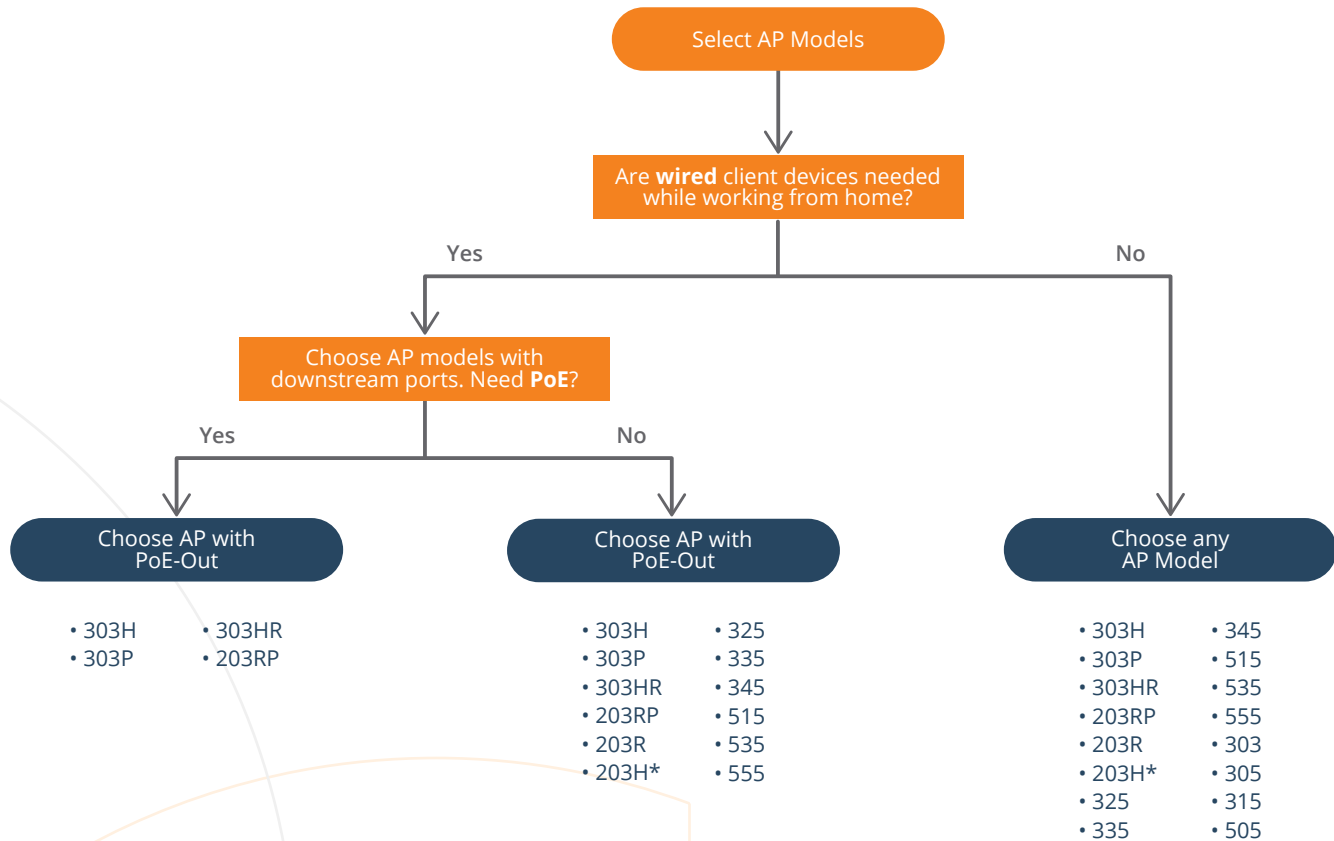 Select AP Models
Are wired client devices needed
while working from home?
Yes
No
Choose AP models with
downstream ports. Need PoE?
Yes
No
Choose AP with
PoE-Out
• 303H
• 303P
• 303HR
• 203RP
Choose AP with
PoE-Out
• 303H
• 303P
• 303HR
• 203RP
• 203R
• 203H*
• 325
• 335
• 345
• 515
• 535
• 555
Choose any
AP Model
• 303H
• 303P
• 303HR
• 203RP
• 203R
• 203H*
• 325
• 335
• 345
• 515
• 535
• 555
• 303
• 305
• 315
• 505